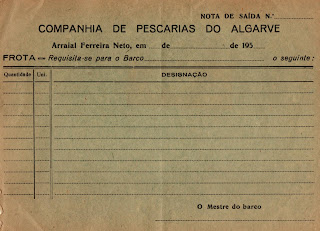 NOTA DE SAÍDA N.º
COMPANHIA DE PESCARIAS DO ALGARVE
Arraial Ferreira Neto, em de de 195
FROTA — Requisita-se para o Barco o seguinte:
Quantidade Uni. DESIGNAÇÃO
O Mestre do barco